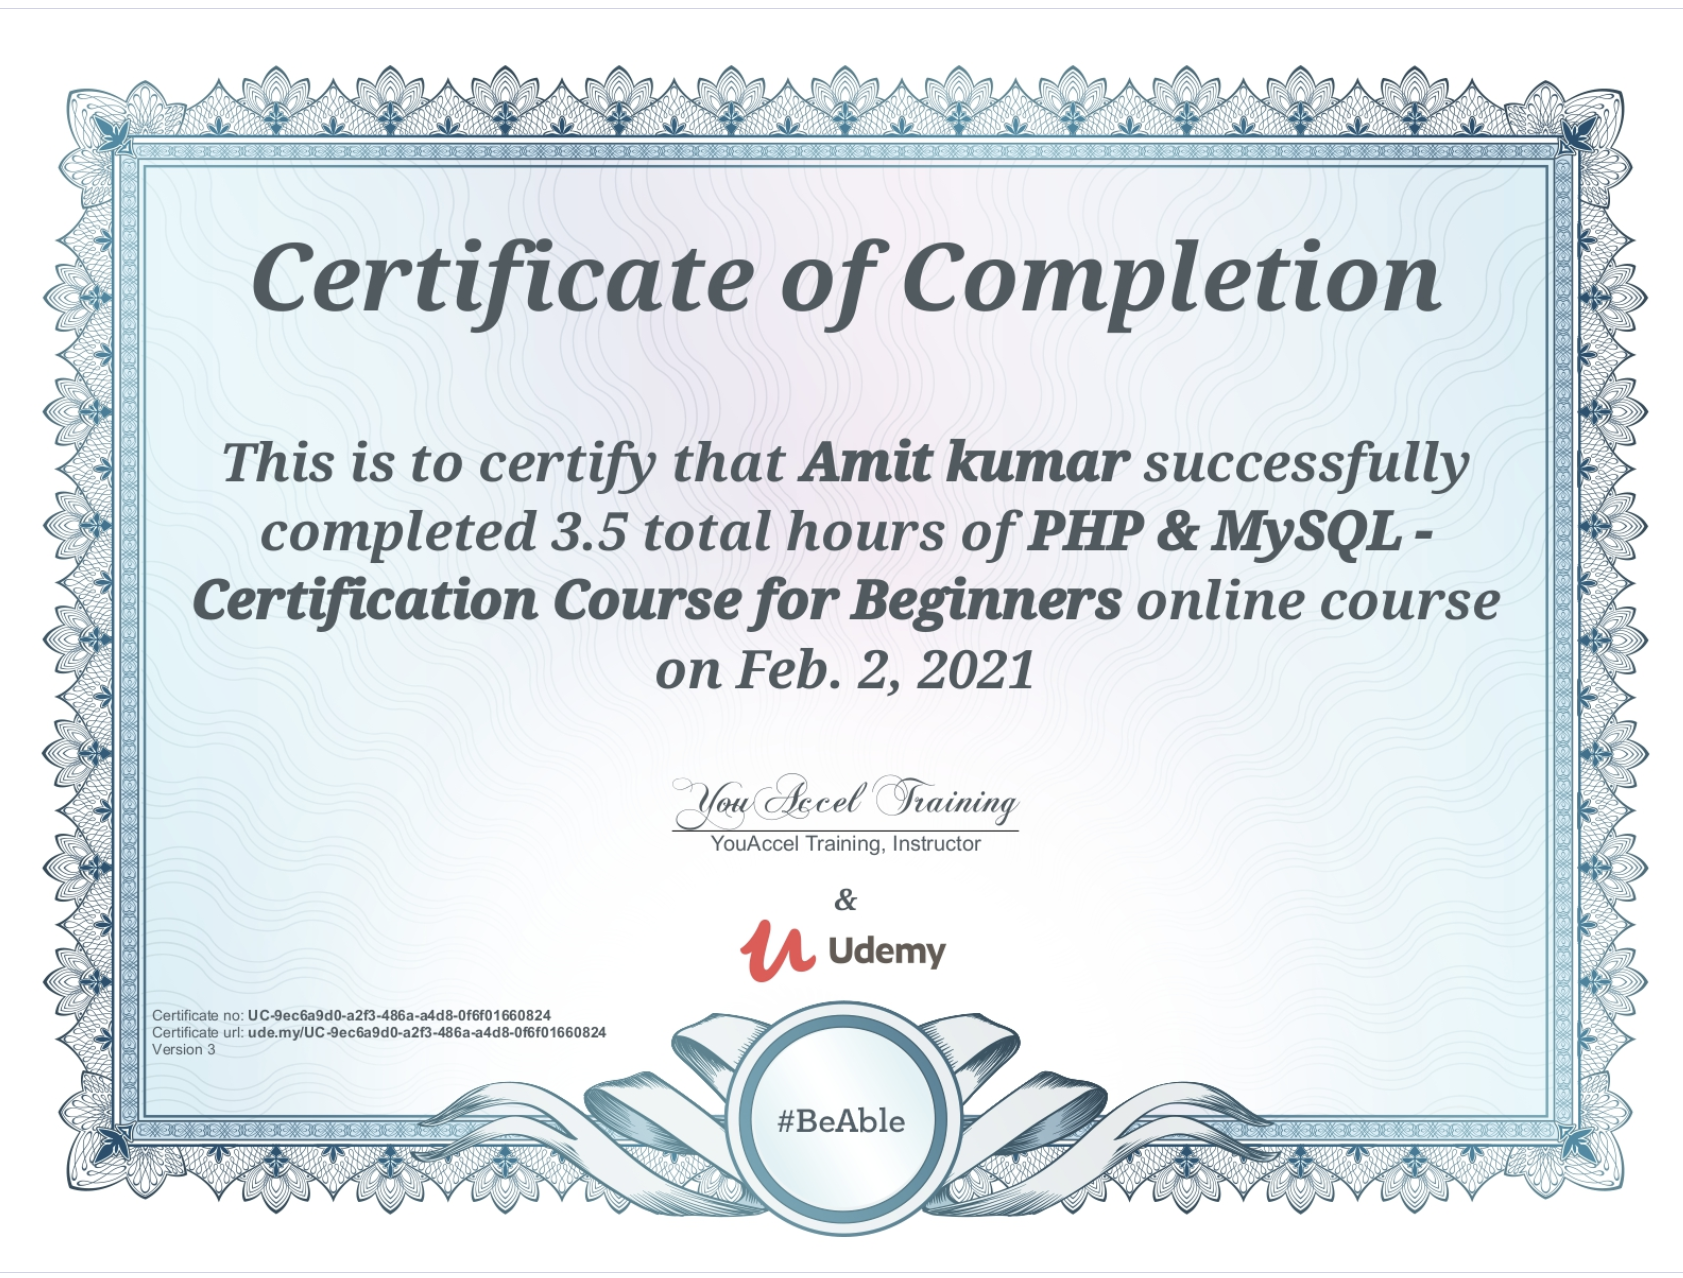 Certificate of Completion
This is to certify that Amit kumar successfully
completed 3.5 total hours of PHP & MySQL -
Certification Course for Beginners online course
on Feb. 2, 2021
YouAccel Training
YouAccel Training, Instructor
&
Udemy
Certificate no: UC-9ec6a9d0-a2f3-486a-a4d8-0f6f01660824
Certificate url: ude.my/UC-9ec6a9d0-a2f3-486a-a4d8-0f6f01660824
Version 3
#BeAble